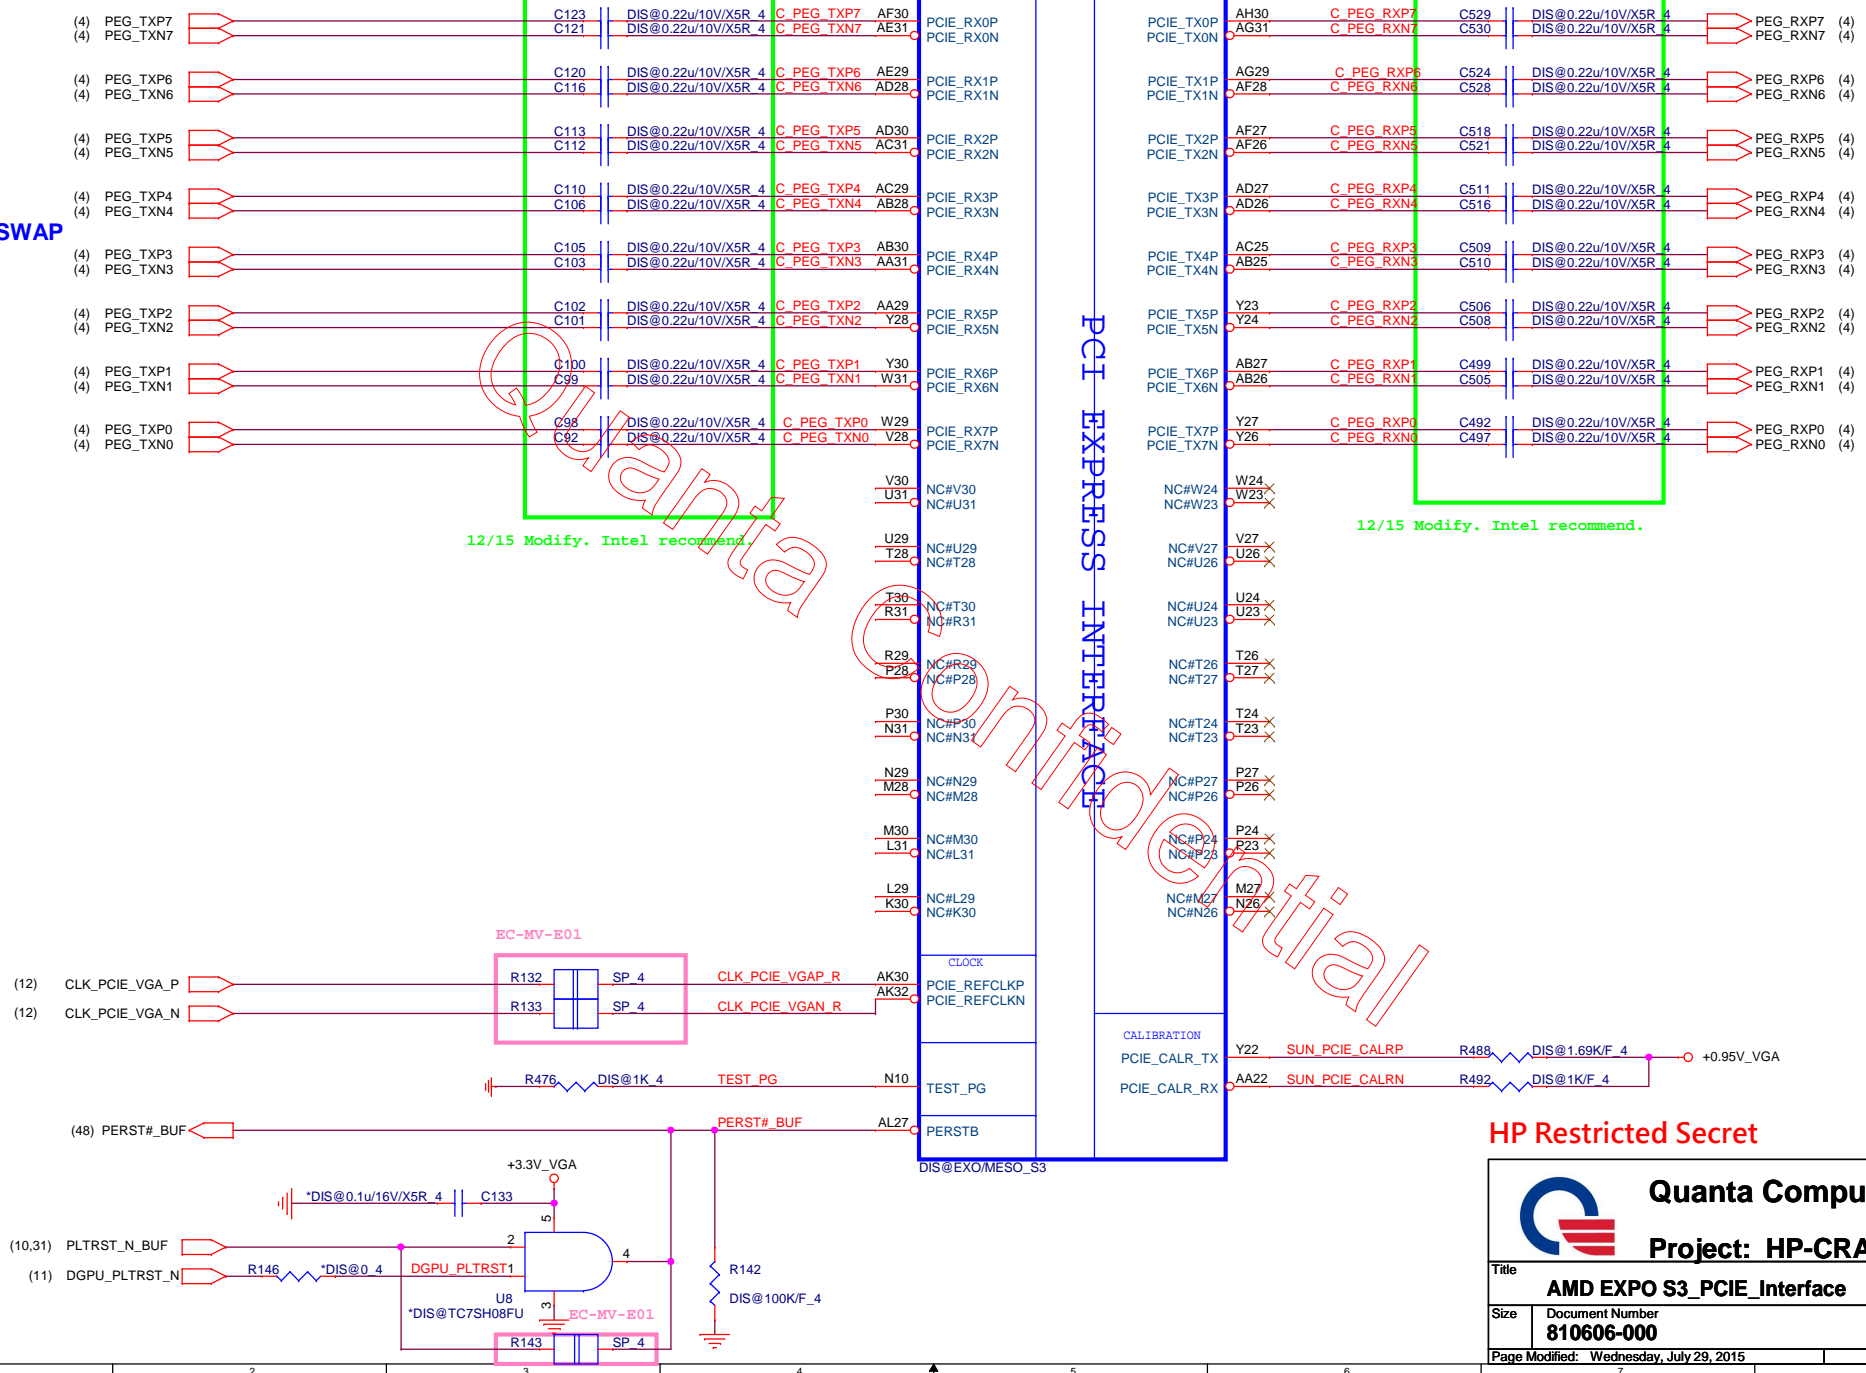 (4) PEG_TXP7 C123 DIS@0.22u/10V/X5R_4 C_PEG_TXP7 AF30 PCIE_RX0P PCIE_TX0P AH30 C_PEG_RXP7 C529 DIS@0.22u/10V/X5R_4 PEG_RXP7 (4)
(4) PEG_TXN7 C121 DIS@0.22u/10V/X5R_4 C_PEG_TXN7 AE31 PCIE_RX0N PCIE_TX0N AG31 C_PEG_RXN7 C530 DIS@0.22u/10V/X5R_4 PEG_RXN7 (4)
(4) PEG_TXP6 C120 DIS@0.22u/10V/X5R_4 C_PEG_TXP6 AE29 PCIE_RX1P PCIE_TX1P AG29 C_PEG_RXP6 C524 DIS@0.22u/10V/X5R_4 PEG_RXP6 (4)
(4) PEG_TXN6 C116 DIS@0.22u/10V/X5R_4 C_PEG_TXN6 AD28 PCIE_RX1N PCIE_TX1N AF28 C_PEG_RXN6 C528 DIS@0.22u/10V/X5R_4 PEG_RXN6 (4)
(4) PEG_TXP5 C113 DIS@0.22u/10V/X5R_4 C_PEG_TXP5 AD30 PCIE_RX2P PCIE_TX2P AF27 C_PEG_RXP5 C518 DIS@0.22u/10V/X5R_4 PEG_RXP5 (4)
(4) PEG_TXN5 C112 DIS@0.22u/10V/X5R_4 C_PEG_TXN5 AC31 PCIE_RX2N PCIE_TX2N AF26 C_PEG_RXN5 C521 DIS@0.22u/10V/X5R_4 PEG_RXN5 (4)
(4) PEG_TXP4 C110 DIS@0.22u/10V/X5R_4 C_PEG_TXP4 AC29 PCIE_RX3P PCIE_TX3P AD27 C_PEG_RXP4 C511 DIS@0.22u/10V/X5R_4 PEG_RXP4 (4)
(4) PEG_TXN4 C106 DIS@0.22u/10V/X5R_4 C_PEG_TXN4 AB28 PCIE_RX3N PCIE_TX3N AD26 C_PEG_RXN4 C516 DIS@0.22u/10V/X5R_4 PEG_RXN4 (4)
SWAP
(4) PEG_TXP3 C105 DIS@0.22u/10V/X5R_4 C_PEG_TXP3 AB30 PCIE_RX4P PCIE_TX4P AC25 C_PEG_RXP3 C509 DIS@0.22u/10V/X5R_4 PEG_RXP3 (4)
(4) PEG_TXN3 C103 DIS@0.22u/10V/X5R_4 C_PEG_TXN3 AA31 PCIE_RX4N PCIE_TX4N AB25 C_PEG_RXN3 C510 DIS@0.22u/10V/X5R_4 PEG_RXN3 (4)
(4) PEG_TXP2 C102 DIS@0.22u/10V/X5R_4 C_PEG_TXP2 AA29 PCIE_RX5P PCIE_TX5P Y23 C_PEG_RXP2 C506 DIS@0.22u/10V/X5R_4 PEG_RXP2 (4)
(4) PEG_TXN2 C101 DIS@0.22u/10V/X5R_4 C_PEG_TXN2 Y28 PCIE_RX5N PCIE_TX5N Y24 C_PEG_RXN2 C508 DIS@0.22u/10V/X5R_4 PEG_RXN2 (4)
(4) PEG_TXP1 C100 DIS@0.22u/10V/X5R_4 C_PEG_TXP1 Y30 PCIE_RX6P PCIE_TX6P AB27 C_PEG_RXP1 C499 DIS@0.22u/10V/X5R_4 PEG_RXP1 (4)
(4) PEG_TXN1 C99 DIS@0.22u/10V/X5R_4 C_PEG_TXN1 W31 PCIE_RX6N PCIE_TX6N AB26 C_PEG_RXN1 C505 DIS@0.22u/10V/X5R_4 PEG_RXN1 (4)
(4) PEG_TXP0 C98 DIS@0.22u/10V/X5R_4 C_PEG_TXP0 W29 PCIE_RX7P PCIE_TX7P Y27 C_PEG_RXP0 C492 DIS@0.22u/10V/X5R_4 PEG_RXP0 (4)
(4) PEG_TXN0 C92 DIS@0.22u/10V/X5R_4 C_PEG_TXN0 V28 PCIE_RX7N PCIE_TX7N Y26 C_PEG_RXN0 C497 DIS@0.22u/10V/X5R_4 PEG_RXN0 (4)
PCI EXPRESS INTERFACE
Quanta Confidential
V30 NC#V30 NC#W24 W24
U31 NC#U31 NC#W23 W23
12/15 Modify. Intel recommend.
12/15 Modify. Intel recommend.
U29 NC#U29 NC#V27 V27
T28 NC#T28 NC#U26 U26
T30 NC#T30 NC#U24 U24
R31 NC#R31 NC#U23 U23
R29 NC#R29 NC#T26 T26
P28 NC#P28 NC#T27 T27
P30 NC#P30 NC#T24 T24
N31 NC#N31 NC#T23 T23
N29 NC#N29 NC#P27 P27
M28 NC#M28 NC#P26 P26
M30 NC#M30 NC#P24 P24
L31 NC#L31 NC#P23 P23
L29 NC#L29 NC#M27 M27
K30 NC#K30 NC#N26 N26
EC-MV-E01
CLOCK
(12) CLK_PCIE_VGA_P R132 SP_4 CLK_PCIE_VGAP_R AK30 PCIE_REFCLKP
(12) CLK_PCIE_VGA_N R133 SP_4 CLK_PCIE_VGAN_R AK32 PCIE_REFCLKN
CALIBRATION
PCIE_CALR_TX Y22 SUN_PCIE_CALRP R488 DIS@1.69K/F_4 +0.95V_VGA
R476 DIS@1K_4 TEST_PG N10 TEST_PG PCIE_CALR_RX AA22 SUN_PCIE_CALRN R492 DIS@1K/F_4
(48) PERST#_BUF PERST#_BUF AL27 PERSTB
DIS@EXO/MESO_S3
+3.3V_VGA
*DIS@0.1u/16V/X5R_4 C133
5
(10,31) PLTRST_N_BUF 2
4
(11) DGPU_PLTRST_N R146 *DIS@0_4 DGPU_PLTRST 1
R142
DIS@100K/F_4
U8 3
*DIS@TC7SH08FU
EC-MV-E01
R143 SP_4
HP Restricted Secret
Quanta Compu
Project: HP-CRA
Title
AMD EXPO S3_PCIE_Interface
Size Document Number
810606-000
Page Modified: Wednesday, July 29, 2015
2 3 4 5 6 7